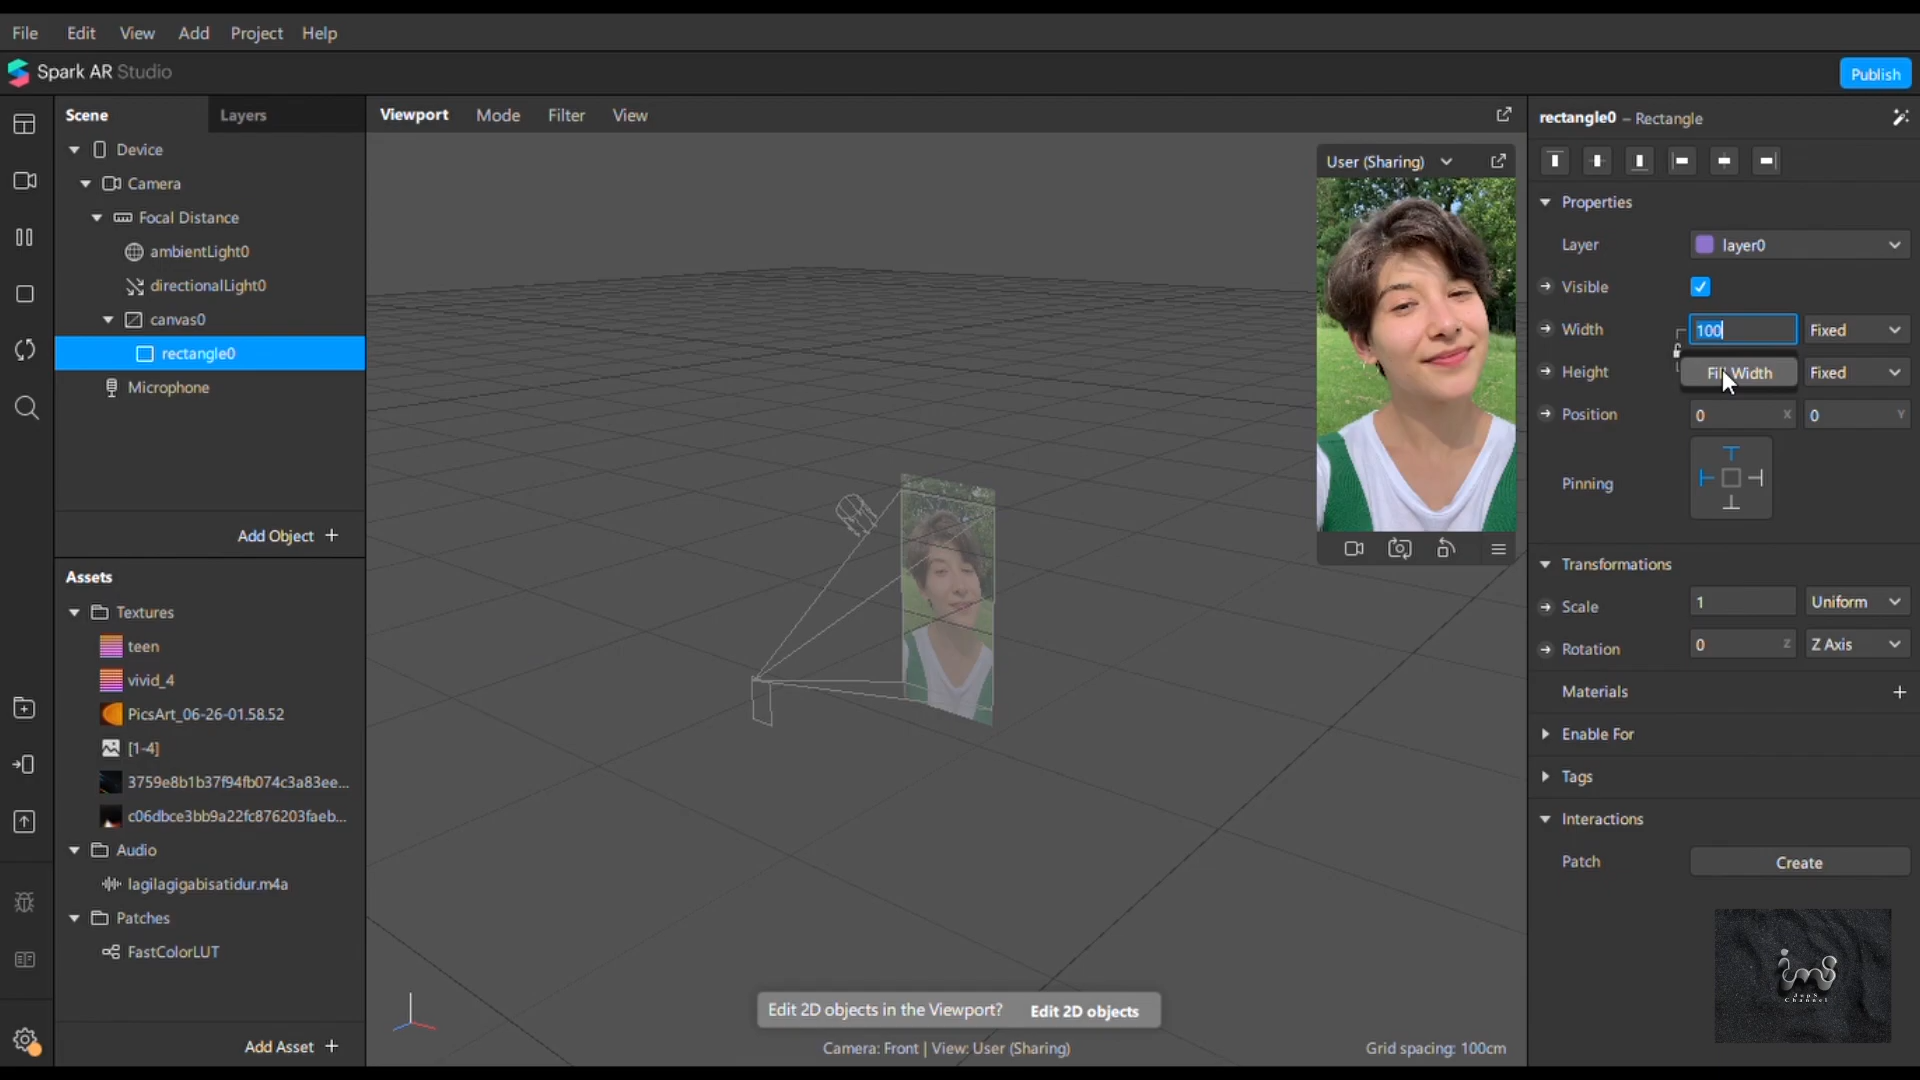 File Edit View Add Project Help
Spark AR Studio
Publish
Scene
Layers
Device
Camera
Focal Distance
ambientLight0
directionalLight0
canvas0
rectangle0
Microphone
Add Object +
Assets
Textures
teen
vivid_4
PicsArt_06-26-01.58.52
[1-4]
3759e8b1b37f94fb074c3a83ee...
c06dbce3bb9a22fc876203faeb...
Audio
lagilagigabisatidur.m4a
Patches
FastColorLUT
Add Asset +
Viewport Mode Filter View
User (Sharing)
Edit 2D objects in the Viewport? Edit 2D objects
Camera: Front | View: User (Sharing)
Grid spacing: 100cm
rectangle0 – Rectangle
Properties
Layer layer0
Visible
Width 100 Fixed
Fill Width
Height Fixed
Position 0 X 0 Y
Pinning
Transformations
Scale 1 Uniform
Rotation 0 Z Z Axis
Materials +
Enable For
Tags
Interactions
Patch Create
JnpS
Channel